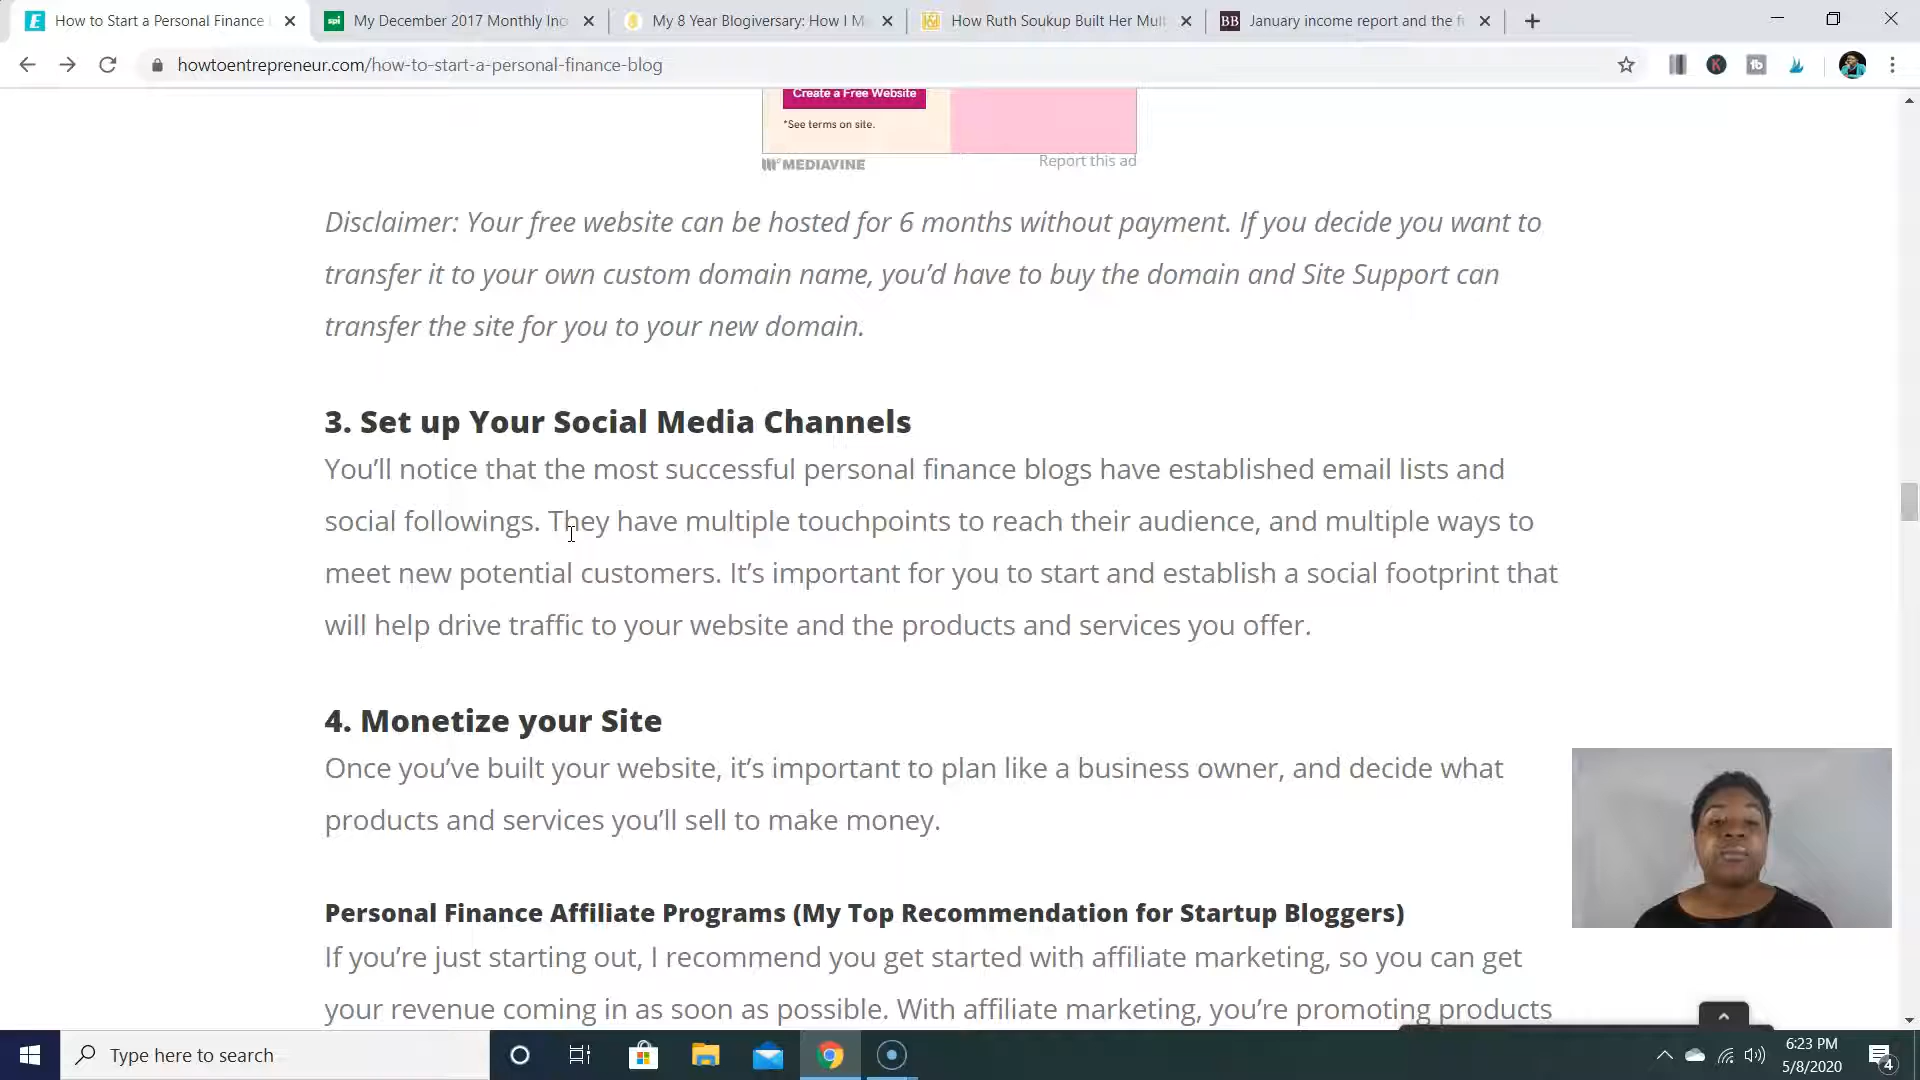 How to Start a Personal Finance
spi My December 2017 Monthly Inc
My 8 Year Blogiversary: How I M
How Ruth Soukup Built Her Mult
BB January income report and the f
howtoentrepreneur.com/how-to-start-a-personal-finance-blog
Create a Free Website
*See terms on site.
MEDIAVINE
Report this ad
Disclaimer: Your free website can be hosted for 6 months without payment. If you decide you want to
transfer it to your own custom domain name, you’d have to buy the domain and Site Support can
transfer the site for you to your new domain.
3. Set up Your Social Media Channels
You’ll notice that the most successful personal finance blogs have established email lists and
social followings. They have multiple touchpoints to reach their audience, and multiple ways to
meet new potential customers. It’s important for you to start and establish a social footprint that
will help drive traffic to your website and the products and services you offer.
4. Monetize your Site
Once you’ve built your website, it’s important to plan like a business owner, and decide what
products and services you’ll sell to make money.
Personal Finance Affiliate Programs (My Top Recommendation for Startup Bloggers)
If you’re just starting out, I recommend you get started with affiliate marketing, so you can get
your revenue coming in as soon as possible. With affiliate marketing, you’re promoting products
Type here to search
6:23 PM
5/8/2020
4